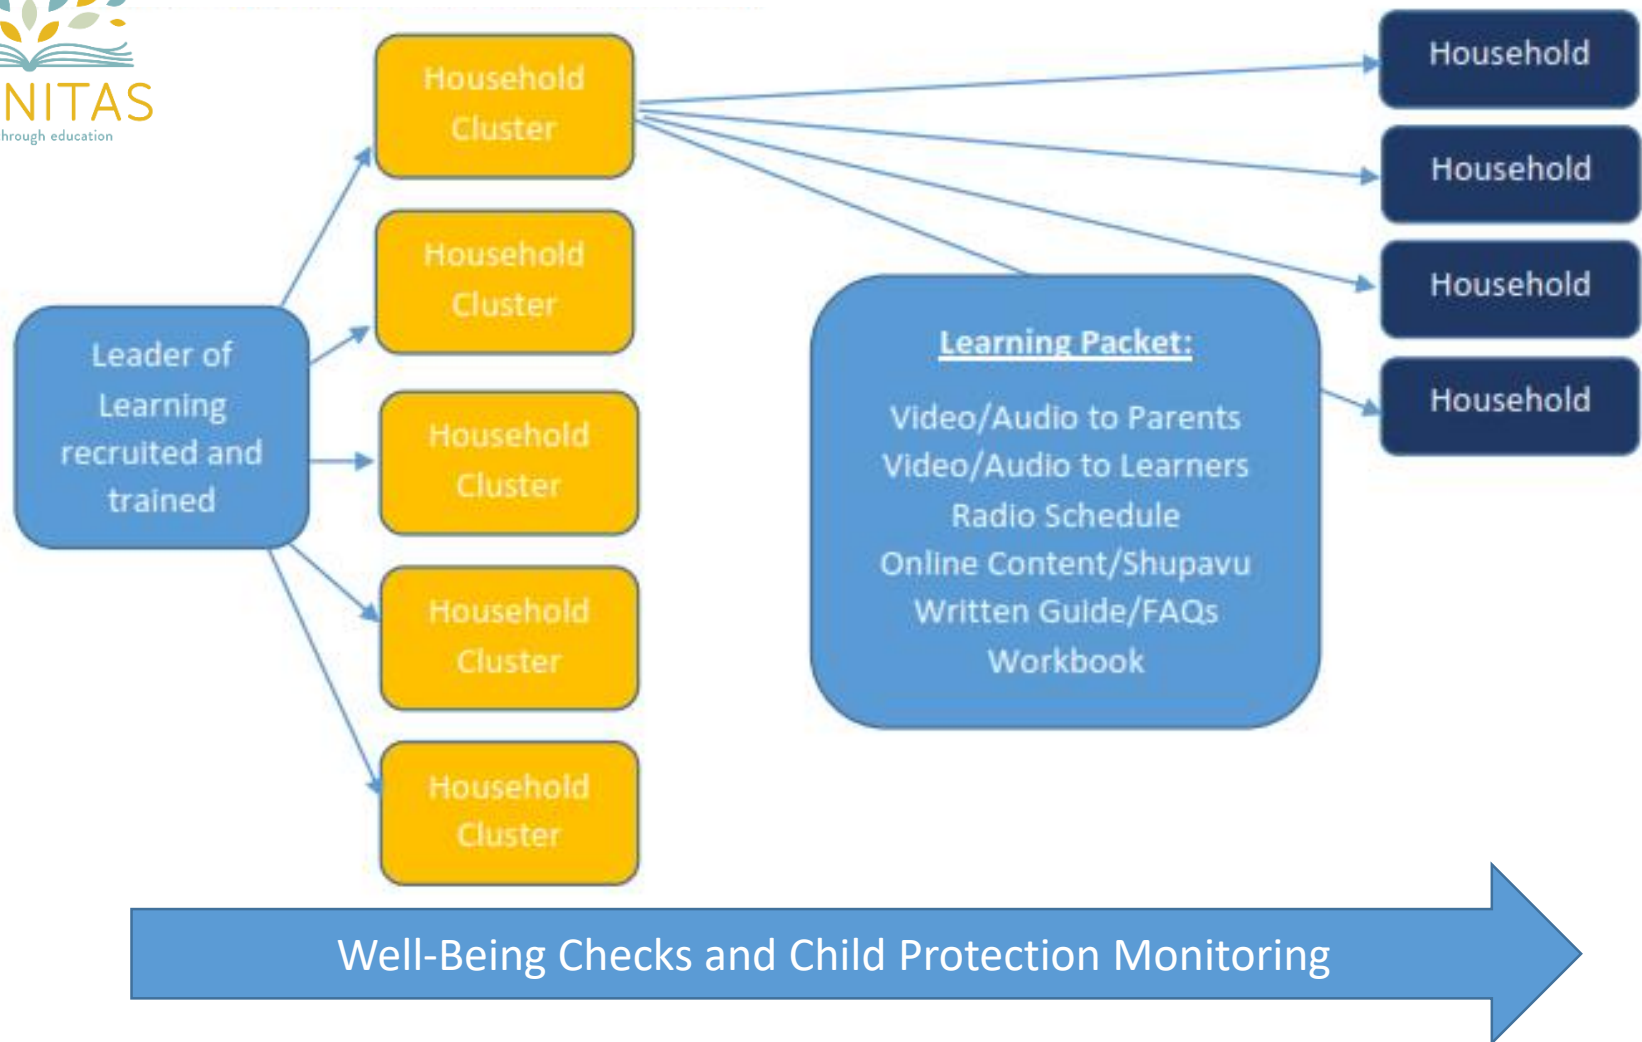 NITAS
through education
Leader of
Learning
recruited and
trained
Household
Cluster
Household
Cluster
Household
Cluster
Household
Cluster
Household
Cluster
Learning Packet:
Video/Audio to Parents
Video/Audio to Learners
Radio Schedule
Online Content/Shupavu
Written Guide/FAQs
Workbook
Household
Household
Household
Household
Well-Being Checks and Child Protection Monitoring